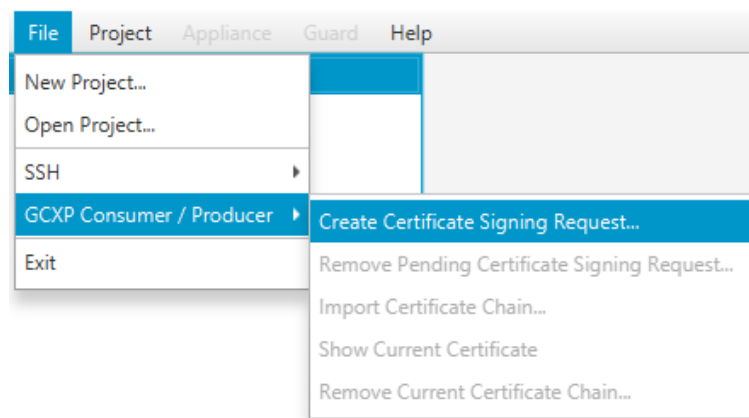 File Project Appliance Guard Help
New Project...
Open Project...
SSH
GCXP Consumer / Producer
Create Certificate Signing Request...
Remove Pending Certificate Signing Request...
Exit
Import Certificate Chain...
Show Current Certificate
Remove Current Certificate Chain...